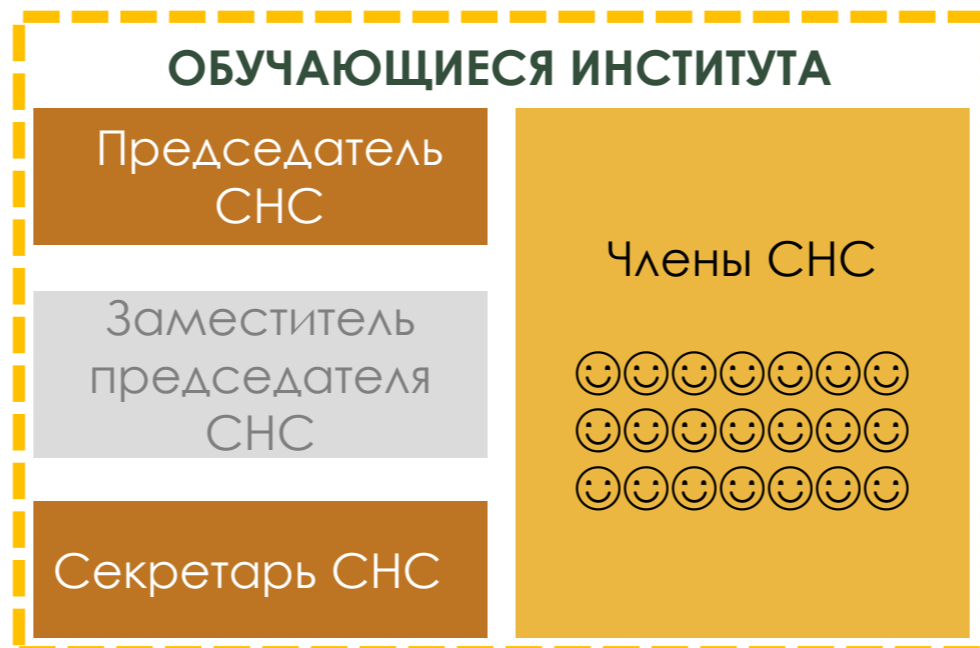 ОБУЧАЮЩИЕСЯ ИНСТИТУТА
Председатель
СНС
Заместитель
председателя
СНС
Секретарь СНС
Члены СНС
☺☺☺☺☺☺☺
☺☺☺☺☺☺☺
☺☺☺☺☺☺☺